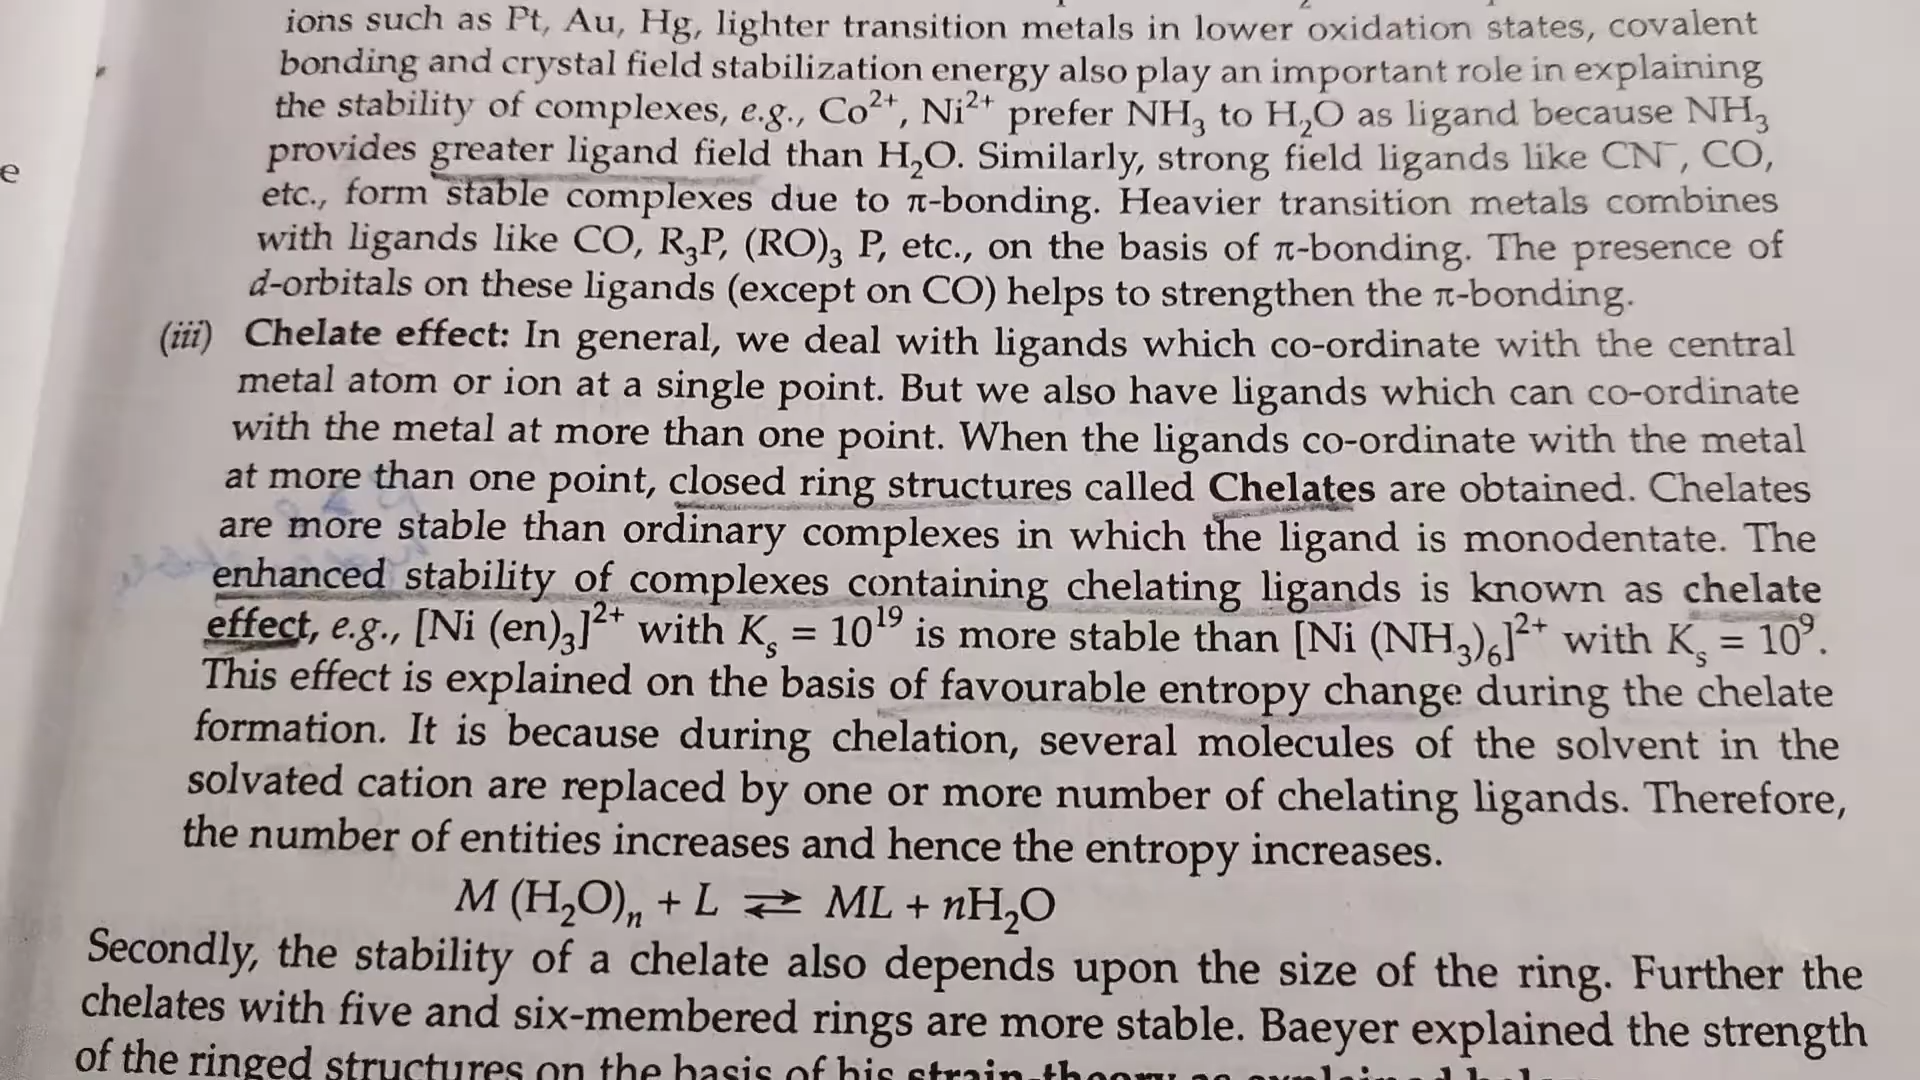 ions such as Pt, Au, Hg, lighter transition metals in lower oxidation states, covalent
bonding and crystal field stabilization energy also play an important role in explaining
the stability of complexes, e.g., Co²⁺, Ni²⁺ prefer NH₃ to H₂O as ligand because NH₃
provides greater ligand field than H₂O. Similarly, strong field ligands like CN⁻, CO,
e
etc., form stable complexes due to π-bonding. Heavier transition metals combines
with ligands like CO, R₃P, (RO)₃ P, etc., on the basis of π-bonding. The presence of
d-orbitals on these ligands (except on CO) helps to strengthen the π-bonding.
(iii) Chelate effect: In general, we deal with ligands which co-ordinate with the central
metal atom or ion at a single point. But we also have ligands which can co-ordinate
with the metal at more than one point. When the ligands co-ordinate with the metal
at more than one point, closed ring structures called Chelates are obtained. Chelates
are more stable than ordinary complexes in which the ligand is monodentate. The
enhanced stability of complexes containing chelating ligands is known as chelate
effect, e.g., [Ni (en)₃]²⁺ with Kₛ = 10¹⁹ is more stable than [Ni (NH₃)₆]²⁺ with Kₛ = 10⁹.
This effect is explained on the basis of favourable entropy change during the chelate
formation. It is because during chelation, several molecules of the solvent in the
solvated cation are replaced by one or more number of chelating ligands. Therefore,
the number of entities increases and hence the entropy increases.
M (H₂O)ₙ + L ⇌ ML + nH₂O
Secondly, the stability of a chelate also depends upon the size of the ring. Further the
chelates with five and six-membered rings are more stable. Baeyer explained the strength
of the ringed structures on the basis of his strain theory as explained